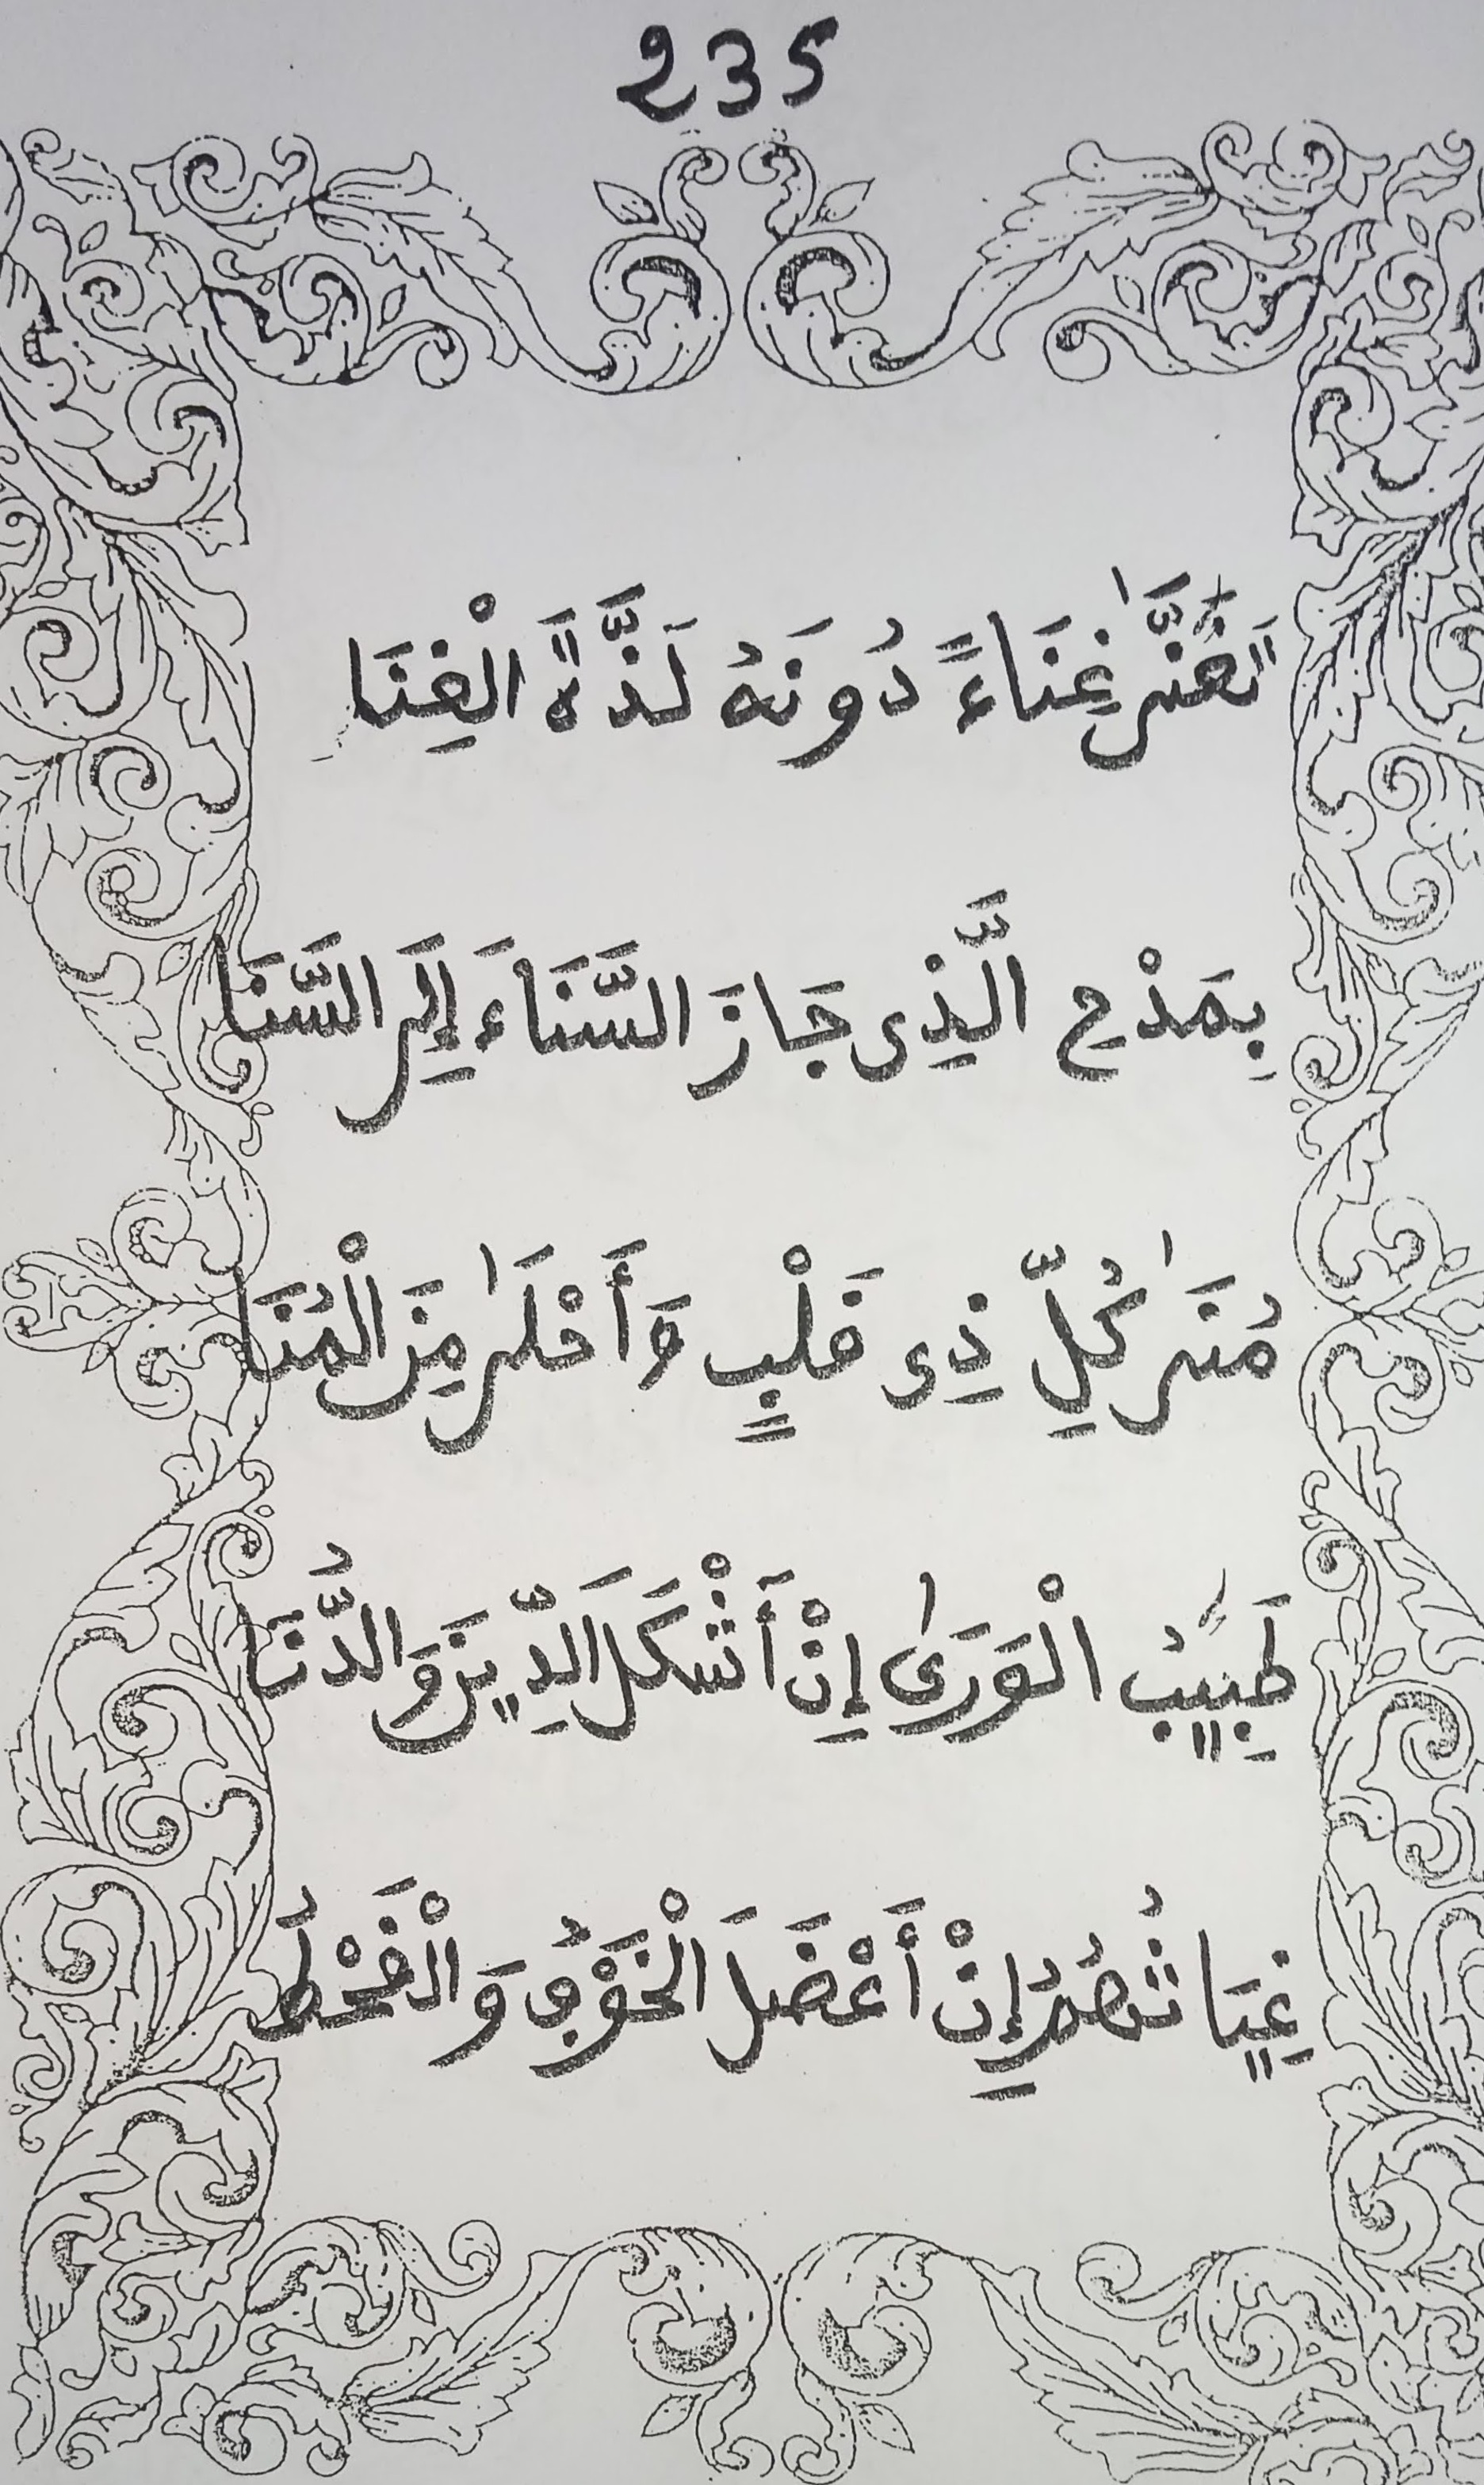 235
تَغَنَّىٰ غِنَاءً دُونَهُ لَذَّةُ الْغِنَا
بِمَدْحِ الَّذِى جَازَ السَّنَاءَ إِلَى السَّنَا
مُنَىٰ كُلِّ ذِى قَلْبٍ وَأَحْلَىٰ مِنَ الْمُنَا
طَبِيبُ الْوَرَىٰ إِنْ أَشْكَلَ الدِّينَ وَالدُّنَا
غِيَاثُهُمُ إِنْ أَعْضَلَ الْخَوْفُ وَالْقَحْطُ